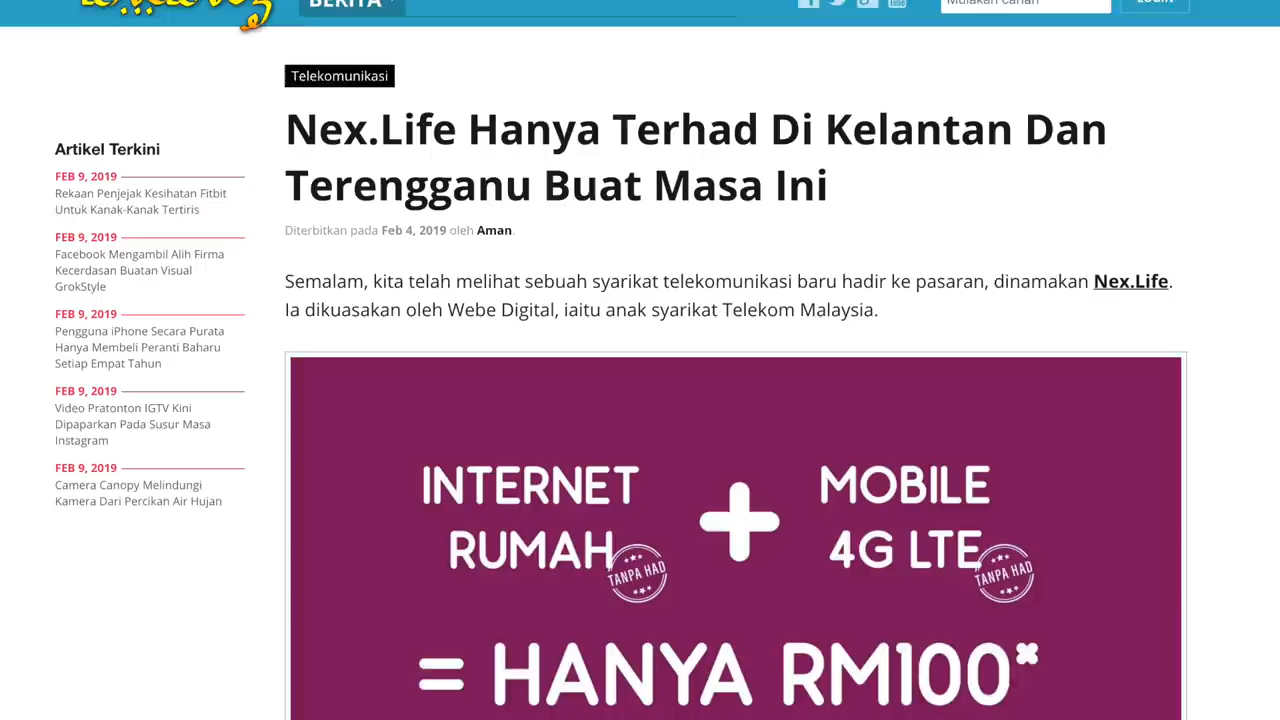 BERITA
Mulakan carian
LOGIN
Telekomunikasi
Nex.Life Hanya Terhad Di Kelantan Dan
Terengganu Buat Masa Ini
Diterbitkan pada Feb 4, 2019 oleh Aman.
Artikel Terkini
FEB 9, 2019
Rekaan Penjejak Kesihatan Fitbit
Untuk Kanak-Kanak Tertiris
FEB 9, 2019
Facebook Mengambil Alih Firma
Kecerdasan Buatan Visual
GrokStyle
FEB 9, 2019
Pengguna iPhone Secara Purata
Hanya Membeli Peranti Baharu
Setiap Empat Tahun
FEB 9, 2019
Video Pratonton IGTV Kini
Dipaparkan Pada Susur Masa
Instagram
FEB 9, 2019
Camera Canopy Melindungi
Kamera Dari Percikan Air Hujan
Semalam, kita telah melihat sebuah syarikat telekomunikasi baru hadir ke pasaran, dinamakan Nex.Life.
Ia dikuasakan oleh Webe Digital, iaitu anak syarikat Telekom Malaysia.
INTERNET
RUMAH
TANPA HAD
+
MOBILE
4G LTE
TANPA HAD
= HANYA RM100*